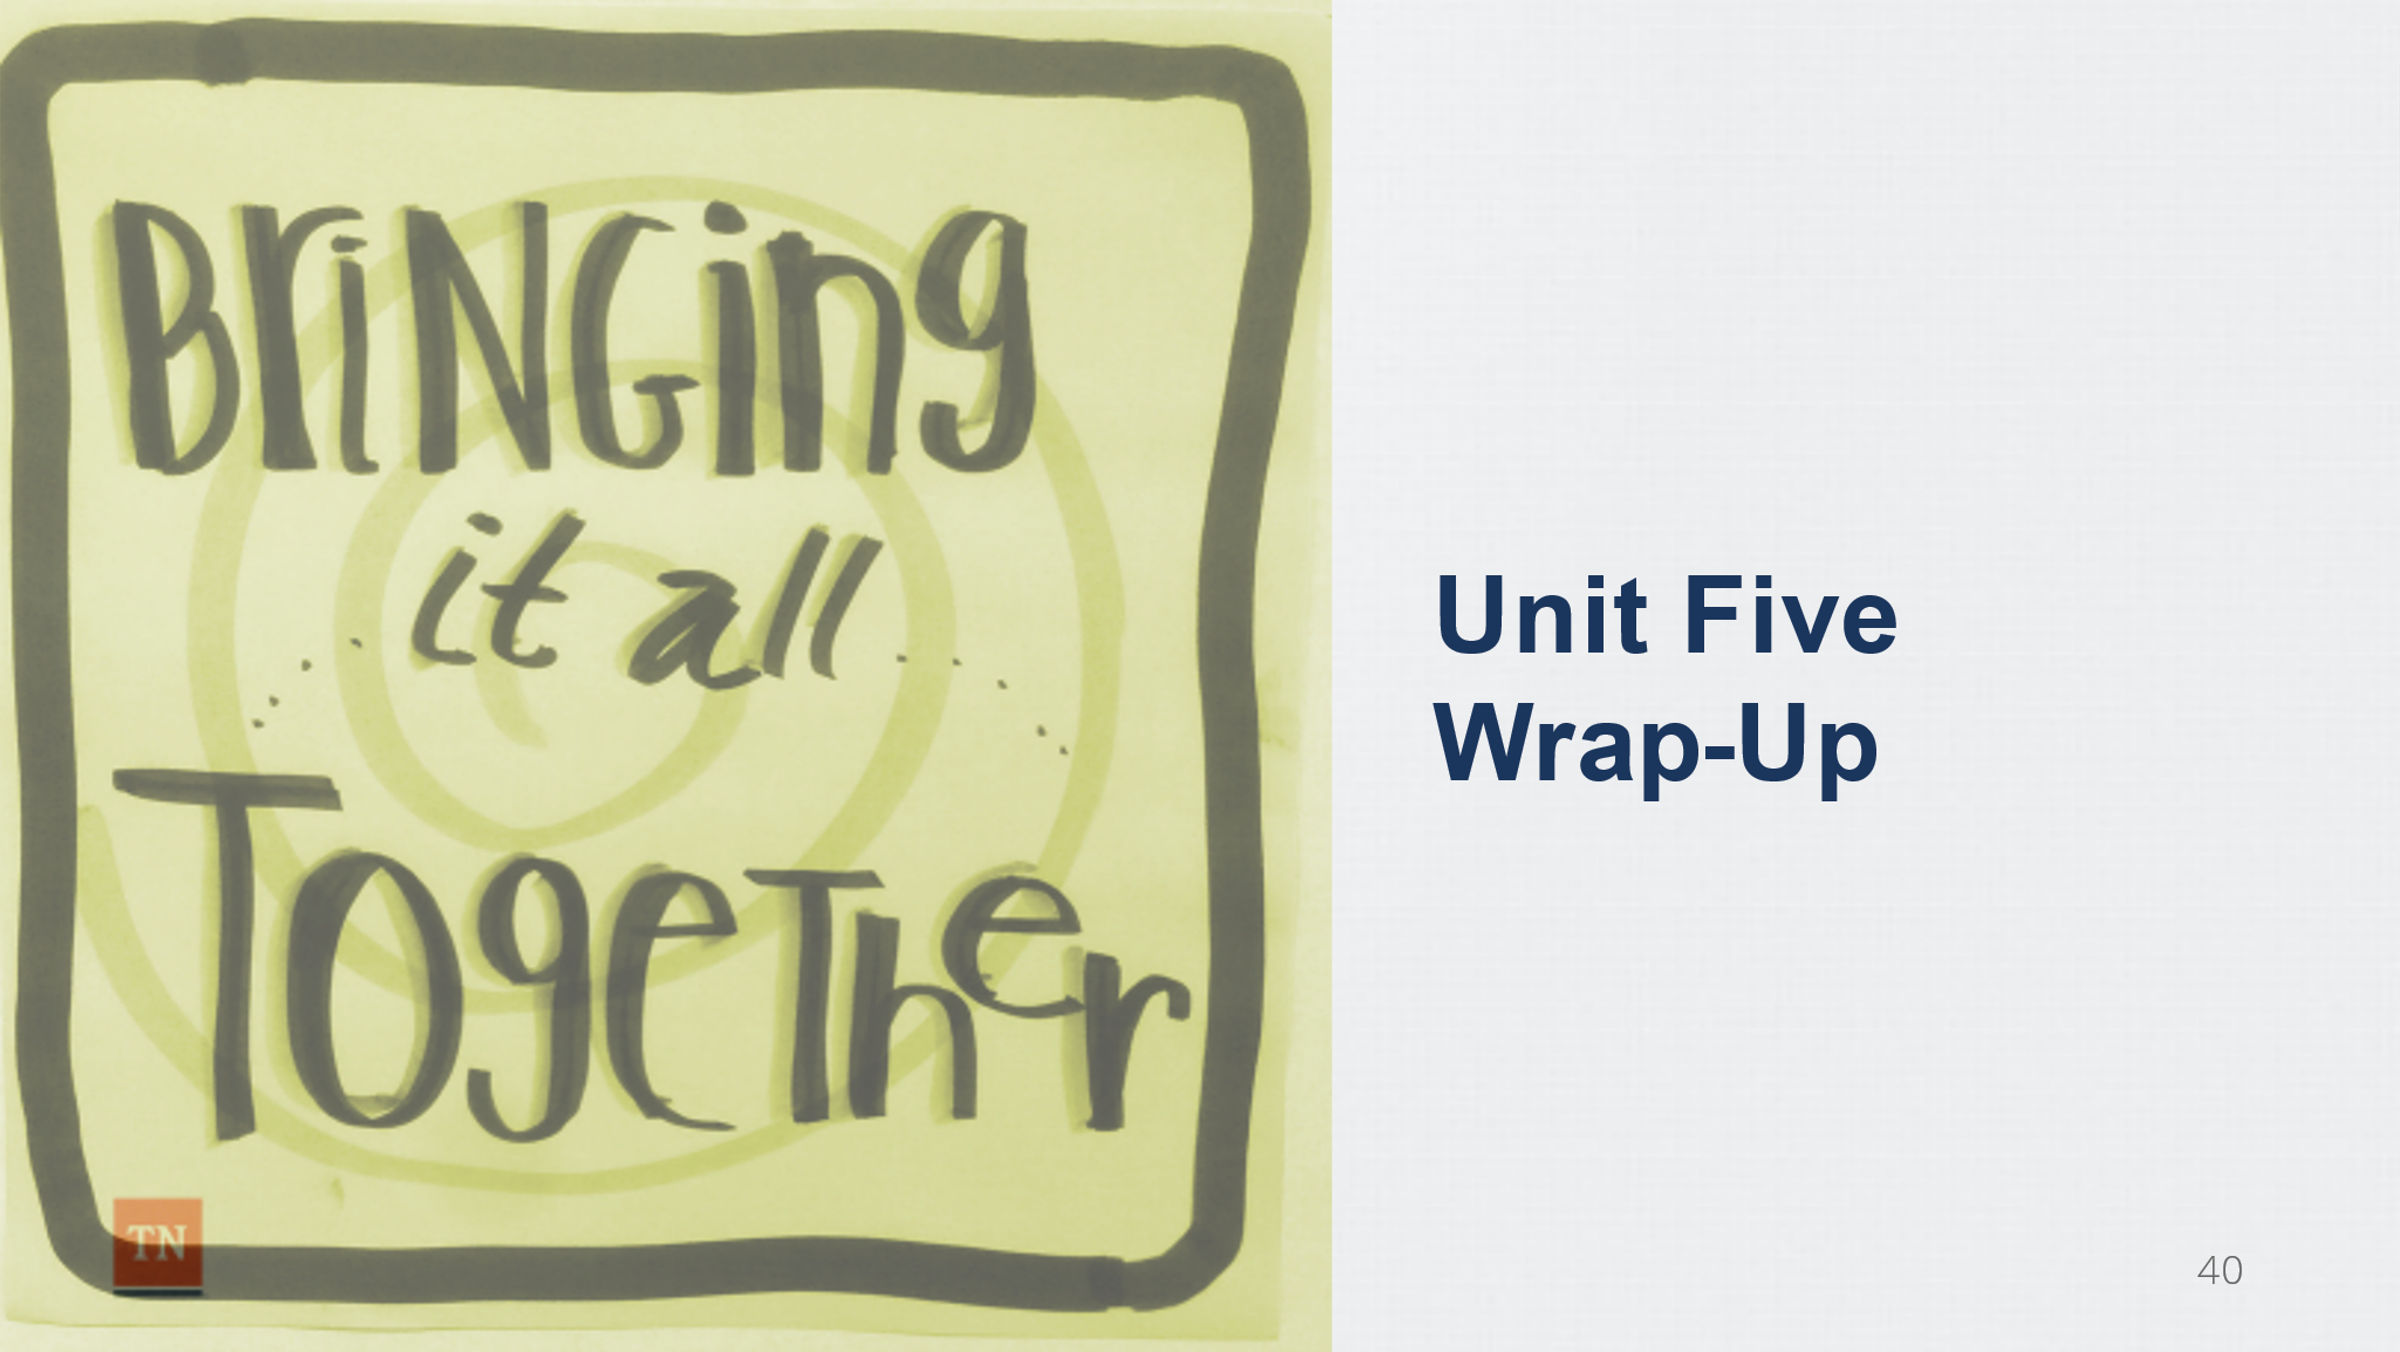 BriNGing
it all
TogeTher
TN
Unit Five
Wrap-Up
40